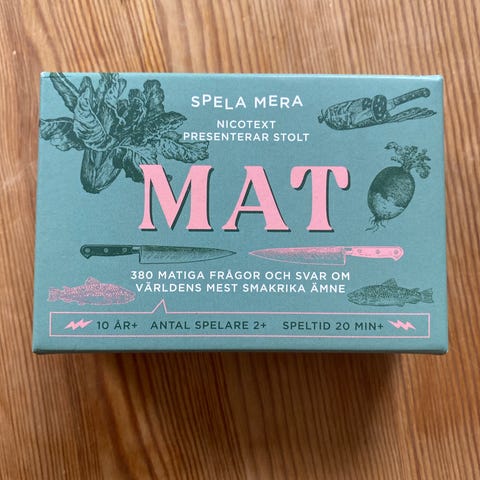 SPELA MERA
NICOTEXT
PRESENTERAR STOLT
MAT
380 MATIGA FRÅGOR OCH SVAR OM
VÄRLDENS MEST SMAKRIKA ÄMNE
10 ÅR+ ANTAL SPELARE 2+ SPELTID 20 MIN+